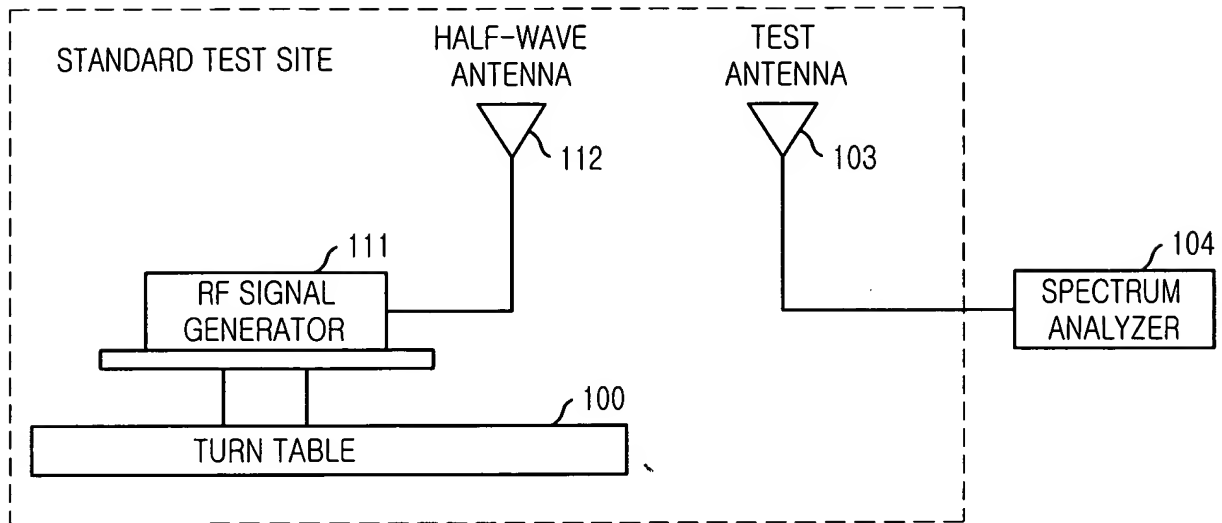 STANDARD TEST SITE
HALF-WAVE
ANTENNA
112
TEST
ANTENNA
103
111
RF SIGNAL
GENERATOR
104
SPECTRUM
ANALYZER
100
TURN TABLE